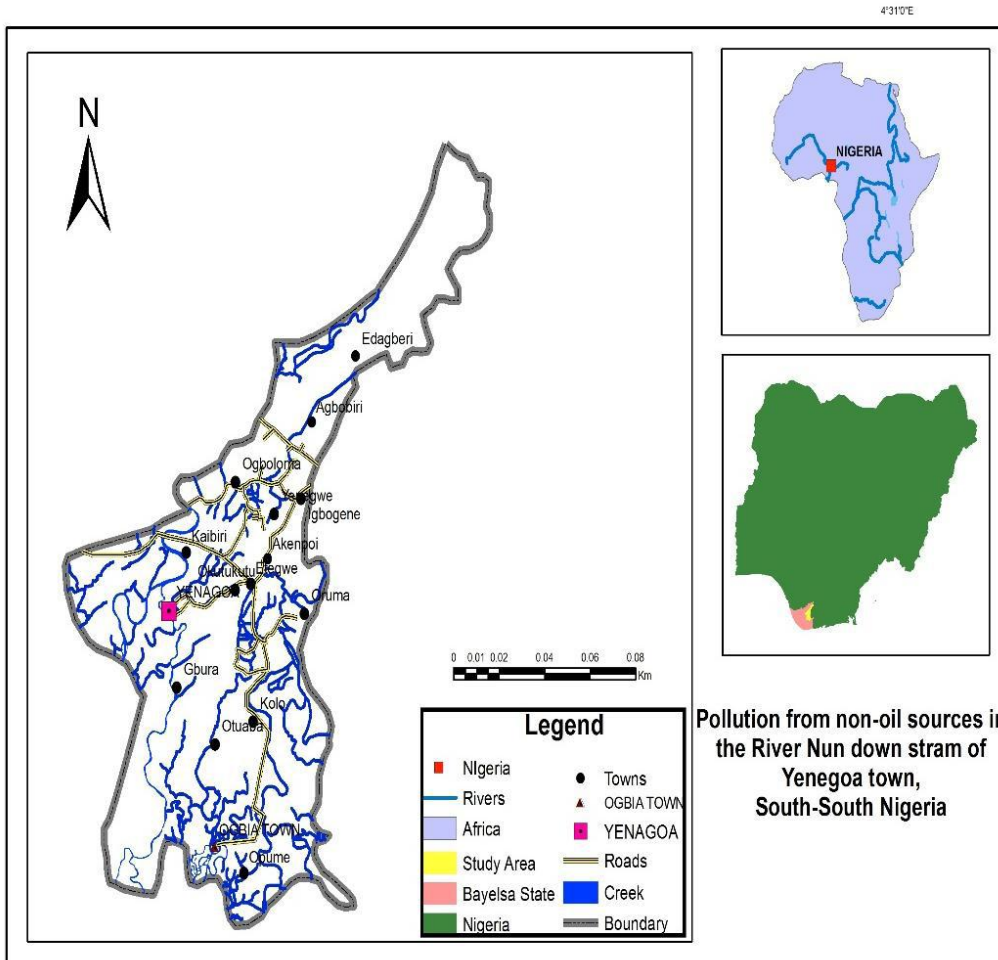 4°31'0"E
N
NIGERIA
Edagberi
Agbobiri
Ogboloma
Yenegwe
Igbogene
Kaibiri
Akenpoi
Okutukutu
Etegwe
YENAGOA
Oruma
Gbura
Kolo
Otuaba
OGBIA TOWN
0 0.01 0.02 0.04 0.06 0.08
Km
Legend
NIgeria
Rivers
Africa
Study Area
Bayelsa State
Nigeria
Towns
OGBIA TOWN
YENAGOA
Roads
Creek
Boundary
Pollution from non-oil sources in
the River Nun down stram of
Yenegoa town,
South-South Nigeria